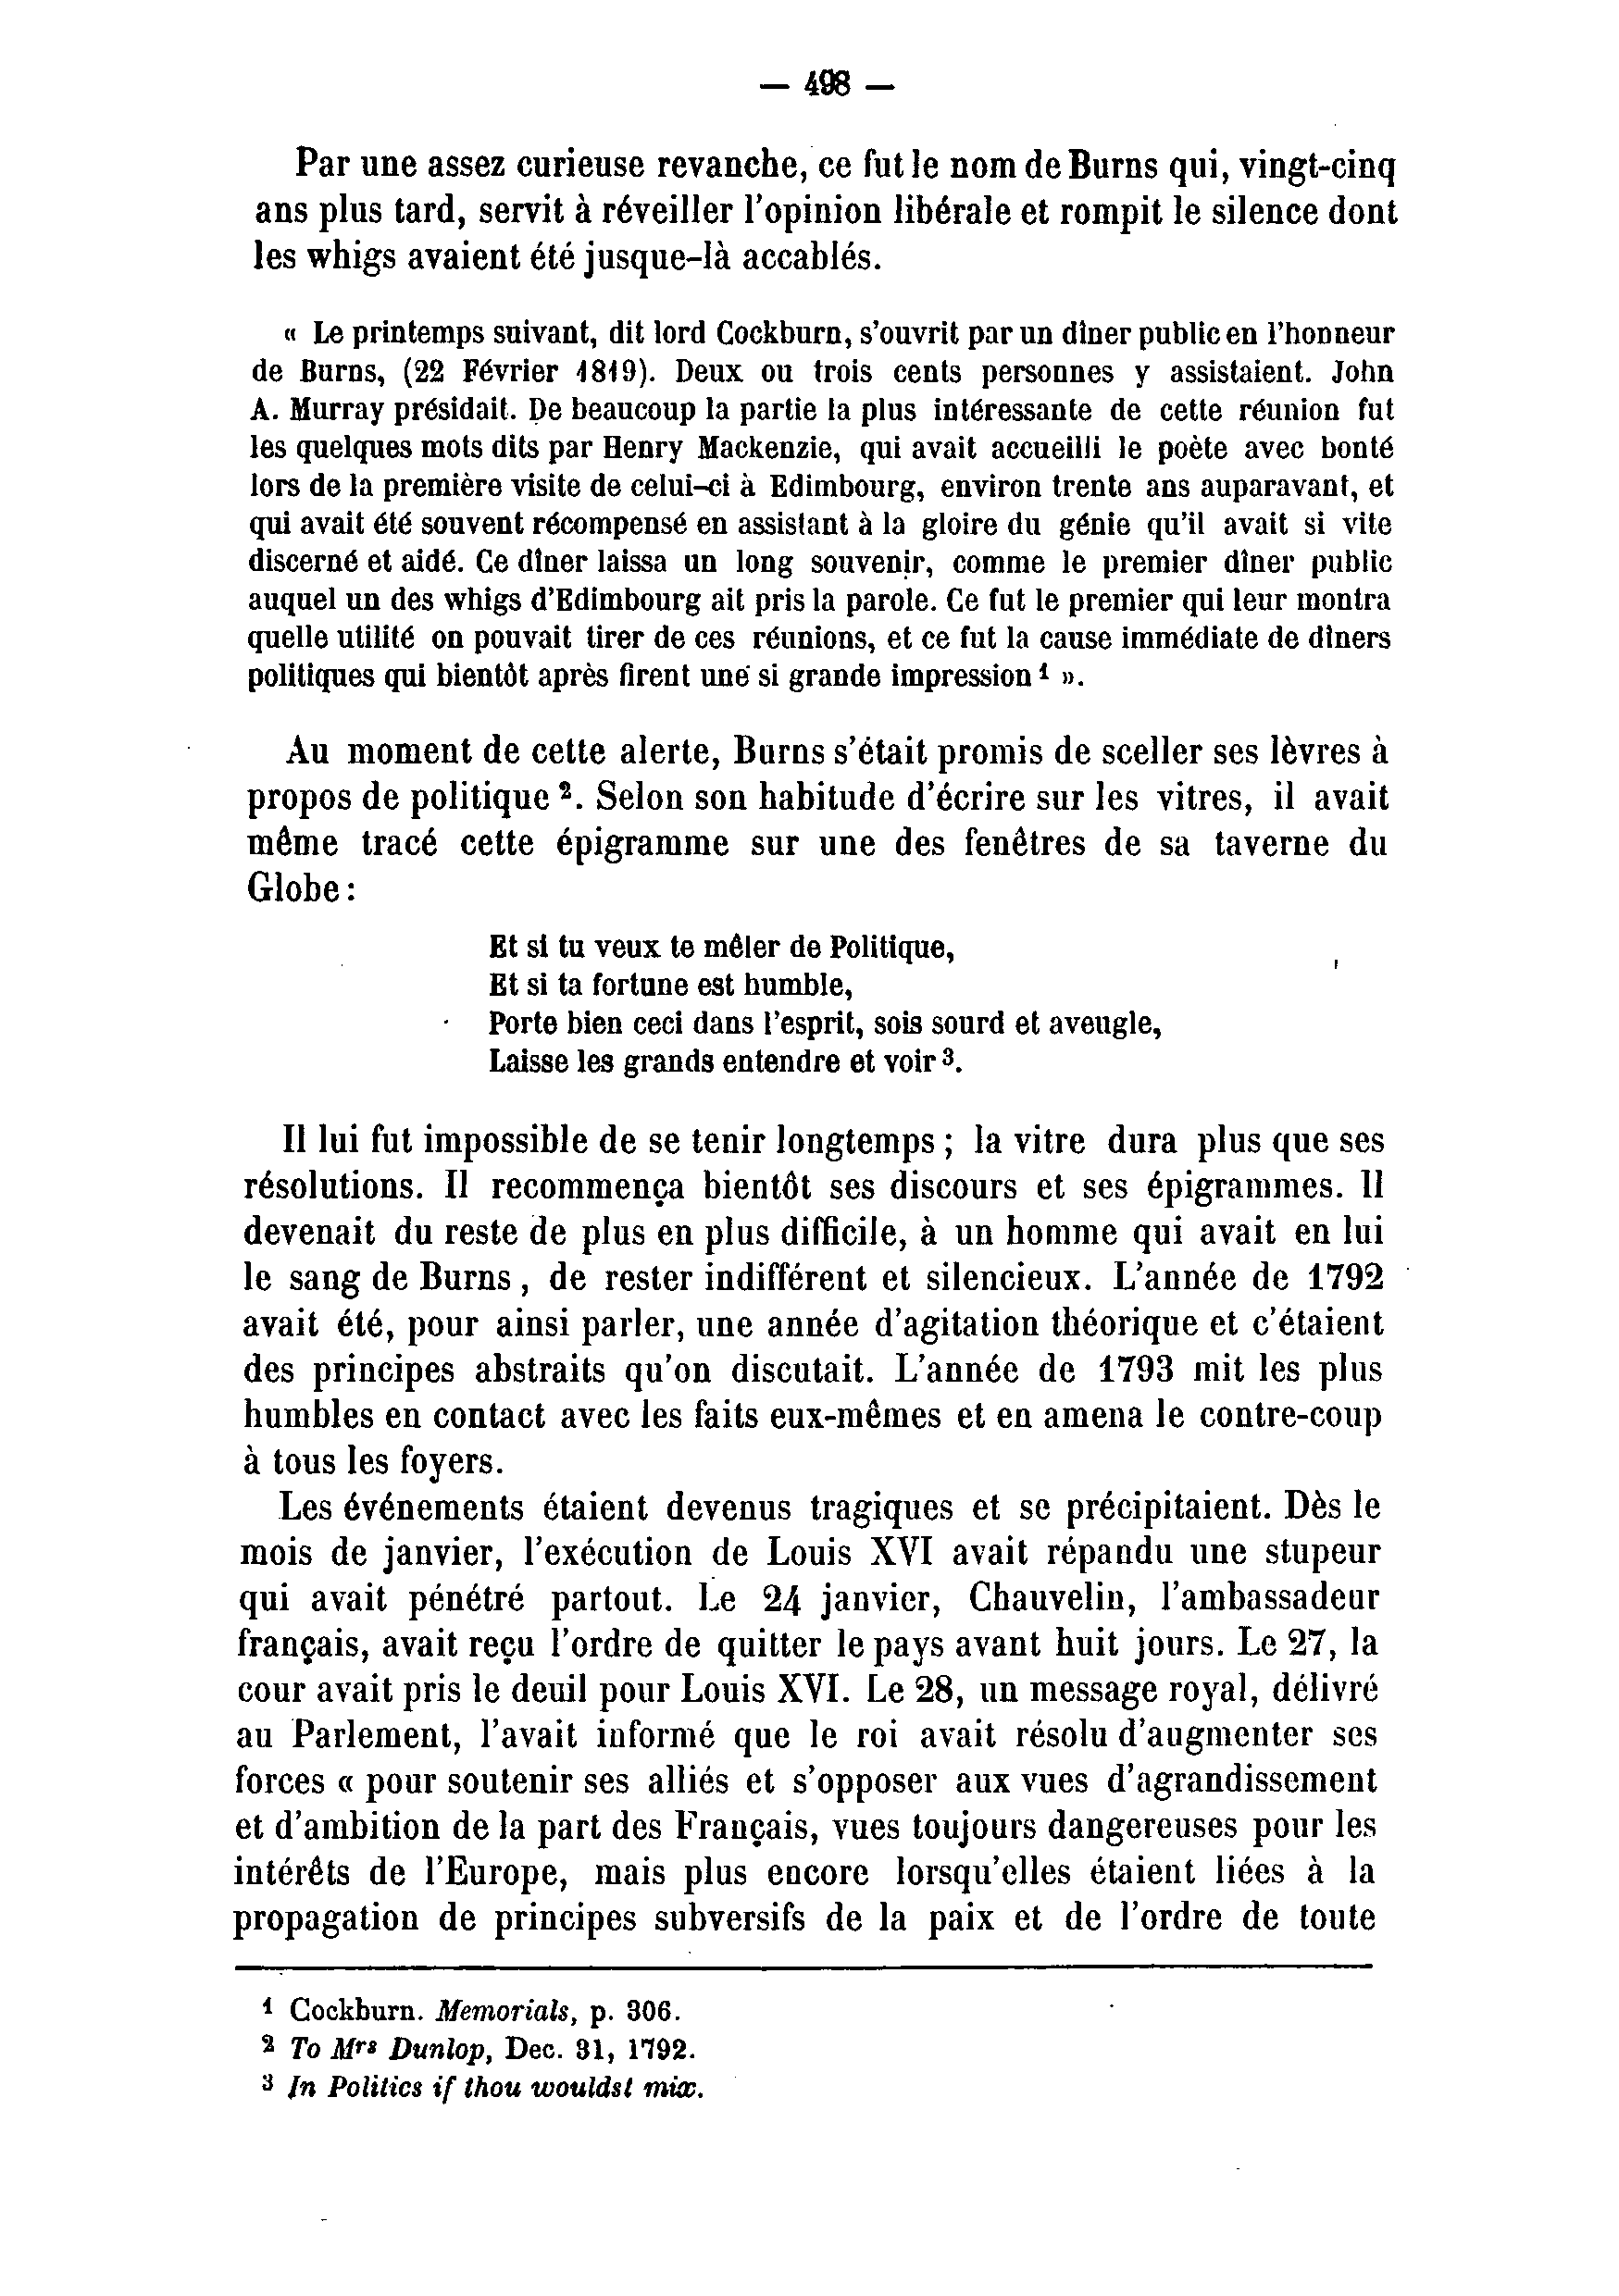 — 498 —
Par une assez curieuse revanche, ce fut le nom de Burns qui, vingt-cinq
ans plus tard, servit à réveiller l'opinion libérale et rompit le silence dont
les whigs avaient été jusque-là accablés.
« Le printemps suivant, dit lord Cockburn, s'ouvrit par un dîner public en l'honneur
de Burns, (22 Février 1819). Deux ou trois cents personnes y assistaient. John
A. Murray présidait. De beaucoup la partie la plus intéressante de cette réunion fut
les quelques mots dits par Henry Mackenzie, qui avait accueilli le poète avec bonté
lors de la première visite de celui-ci à Edimbourg, environ trente ans auparavant, et
qui avait été souvent récompensé en assistant à la gloire du génie qu'il avait si vite
discerné et aidé. Ce dîner laissa un long souvenir, comme le premier dîner public
auquel un des whigs d'Edimbourg ait pris la parole. Ce fut le premier qui leur montra
quelle utilité on pouvait tirer de ces réunions, et ce fut la cause immédiate de dîners
politiques qui bientôt après firent une si grande impression ¹ ».
Au moment de cette alerte, Burns s'était promis de sceller ses lèvres à
propos de politique ². Selon son habitude d'écrire sur les vitres, il avait
même tracé cette épigramme sur une des fenêtres de sa taverne du
Globe :
Et si tu veux te mêler de Politique,
Et si ta fortune est humble,
Porte bien ceci dans l'esprit, sois sourd et aveugle,
Laisse les grands entendre et voir ³.
Il lui fut impossible de se tenir longtemps ; la vitre dura plus que ses
résolutions. Il recommença bientôt ses discours et ses épigrammes. Il
devenait du reste de plus en plus difficile, à un homme qui avait en lui
le sang de Burns, de rester indifférent et silencieux. L'année de 1792
avait été, pour ainsi parler, une année d'agitation théorique et c'étaient
des principes abstraits qu'on discutait. L'année de 1793 mit les plus
humbles en contact avec les faits eux-mêmes et en amena le contre-coup
à tous les foyers.
Les événements étaient devenus tragiques et se précipitaient. Dès le
mois de janvier, l'exécution de Louis XVI avait répandu une stupeur
qui avait pénétré partout. Le 24 janvier, Chauvelin, l'ambassadeur
français, avait reçu l'ordre de quitter le pays avant huit jours. Le 27, la
cour avait pris le deuil pour Louis XVI. Le 28, un message royal, délivré
au Parlement, l'avait informé que le roi avait résolu d'augmenter ses
forces « pour soutenir ses alliés et s'opposer aux vues d'agrandissement
et d'ambition de la part des Français, vues toujours dangereuses pour les
intérêts de l'Europe, mais plus encore lorsqu'elles étaient liées à la
propagation de principes subversifs de la paix et de l'ordre de toute
¹ Cockburn. Memorials, p. 306.
² To Mrs Dunlop, Dec. 31, 1792.
³ In Politics if thou wouldst mix.